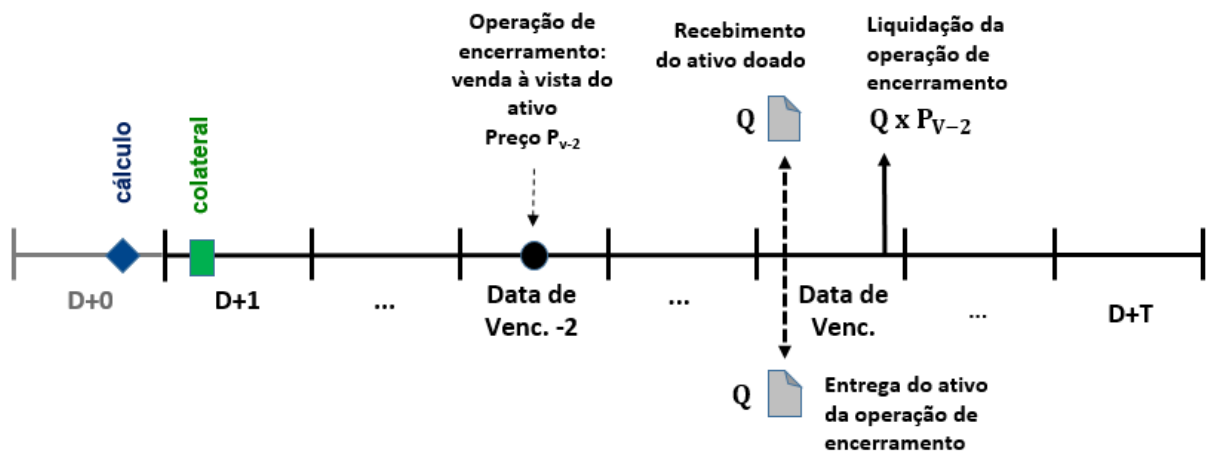 Operação de
encerramento:
venda à vista do
ativo
Preço Pv-2
Recebimento
do ativo doado
Q
Liquidação da
operação de
encerramento
Q x PV−2
cálculo
colateral
D+0
D+1
...
Data de
Venc. -2
...
Data de
Venc.
...
D+T
Q
Entrega do ativo
da operação de
encerramento